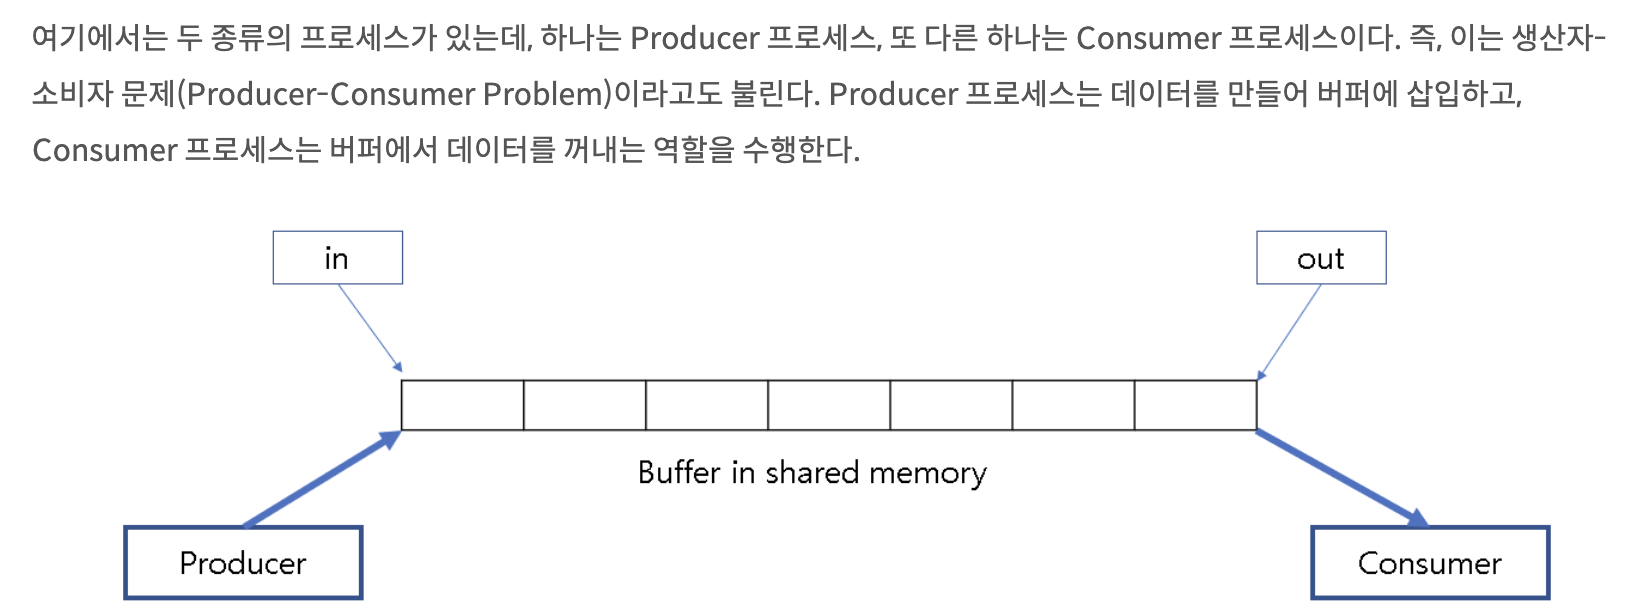 여기에서는 두 종류의 프로세스가 있는데, 하나는 Producer 프로세스, 또 다른 하나는 Consumer 프로세스이다. 즉, 이는 생산자-
소비자 문제(Producer-Consumer Problem)이라고도 불린다. Producer 프로세스는 데이터를 만들어 버퍼에 삽입하고,
Consumer 프로세스는 버퍼에서 데이터를 꺼내는 역할을 수행한다.
in
out
Buffer in shared memory
Producer
Consumer